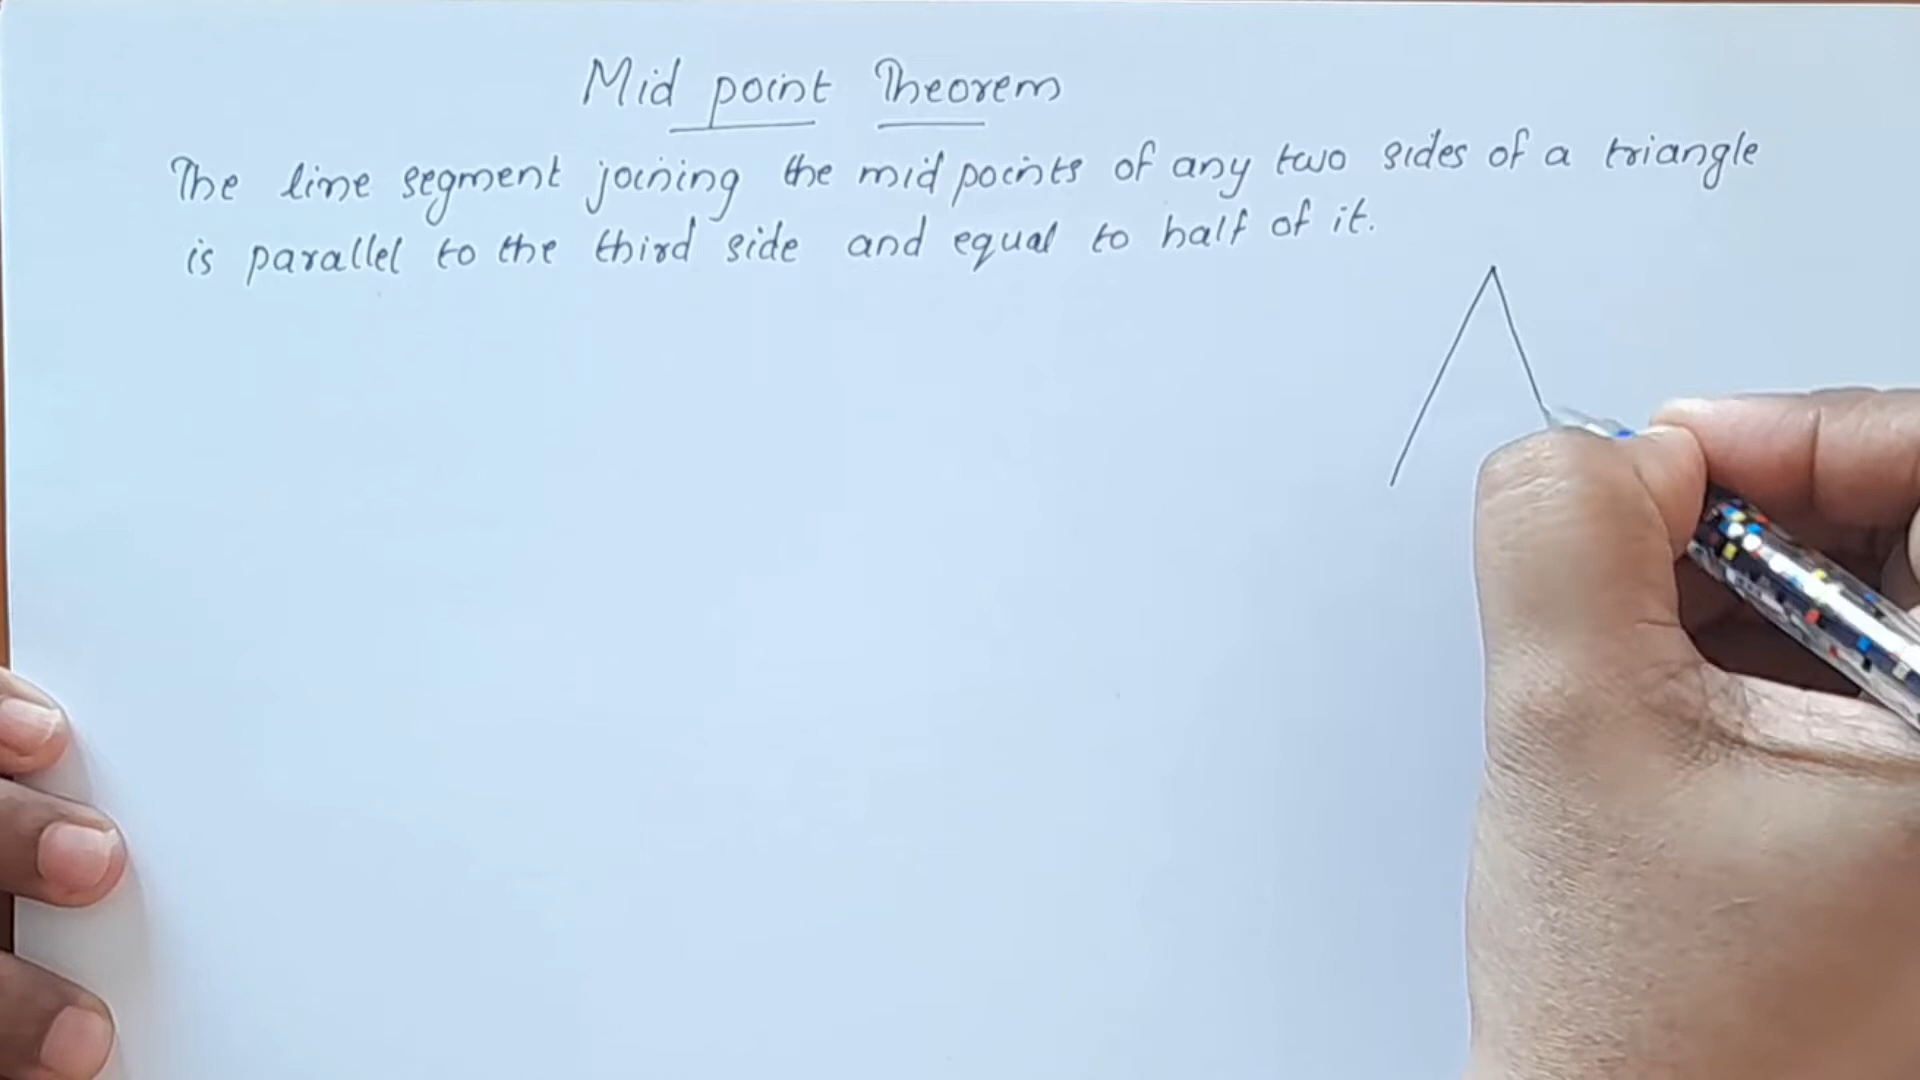 Mid point Theorem
The line segment joining the mid points of any two sides of a triangle
is parallel to the third side and equal to half of it.